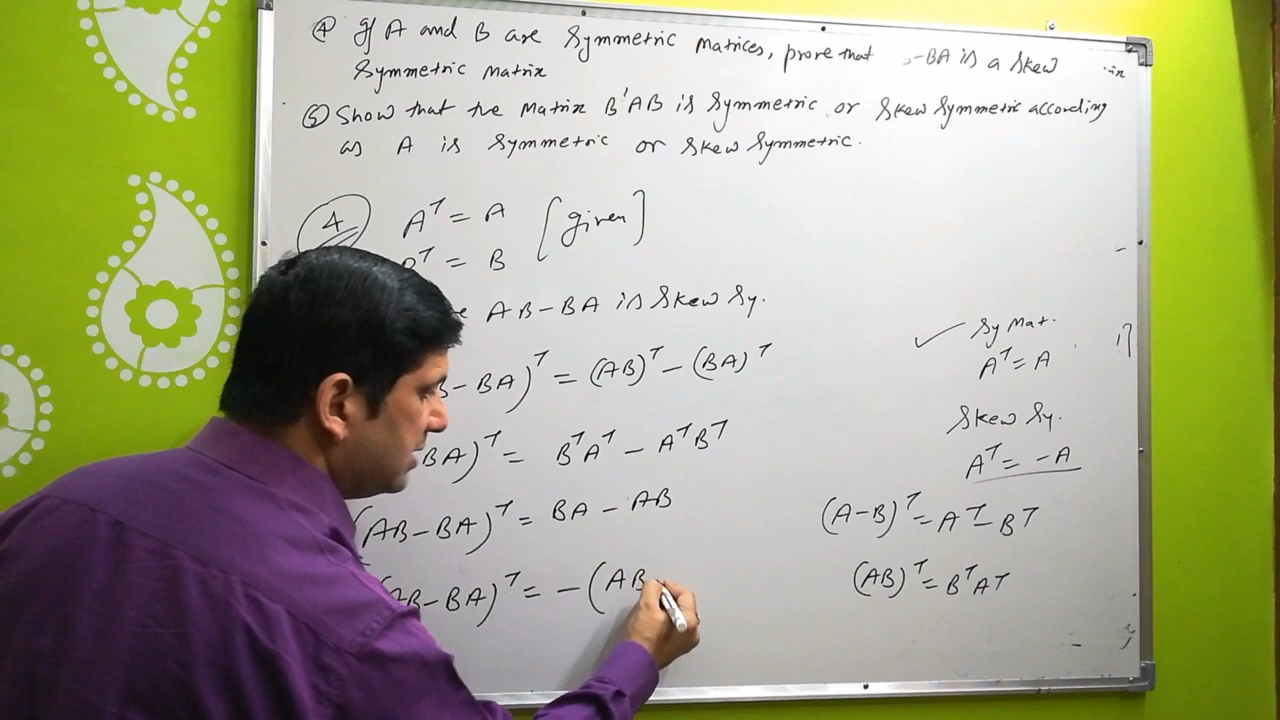 ④ If A and B are Symmetric Matrices, prove that -BA is a Skew
Symmetric Matrix
⑤ Show that the Matrix B'AB is Symmetric or Skew Symmetric according
as A is Symmetric or Skew Symmetric.
4 Aᵀ = A [given]
Bᵀ = B
AB-BA is Skew Sy.
B-BA)ᵀ = (AB)ᵀ - (BA)ᵀ
BA)ᵀ = BᵀAᵀ - AᵀBᵀ
(AB-BA)ᵀ = BA - AB
AB-BA)ᵀ = -(AB
Sy Mat.
Aᵀ = A
Skew Sy.
Aᵀ = -A
(A-B)ᵀ = Aᵀ - Bᵀ
(AB)ᵀ = BᵀAᵀ